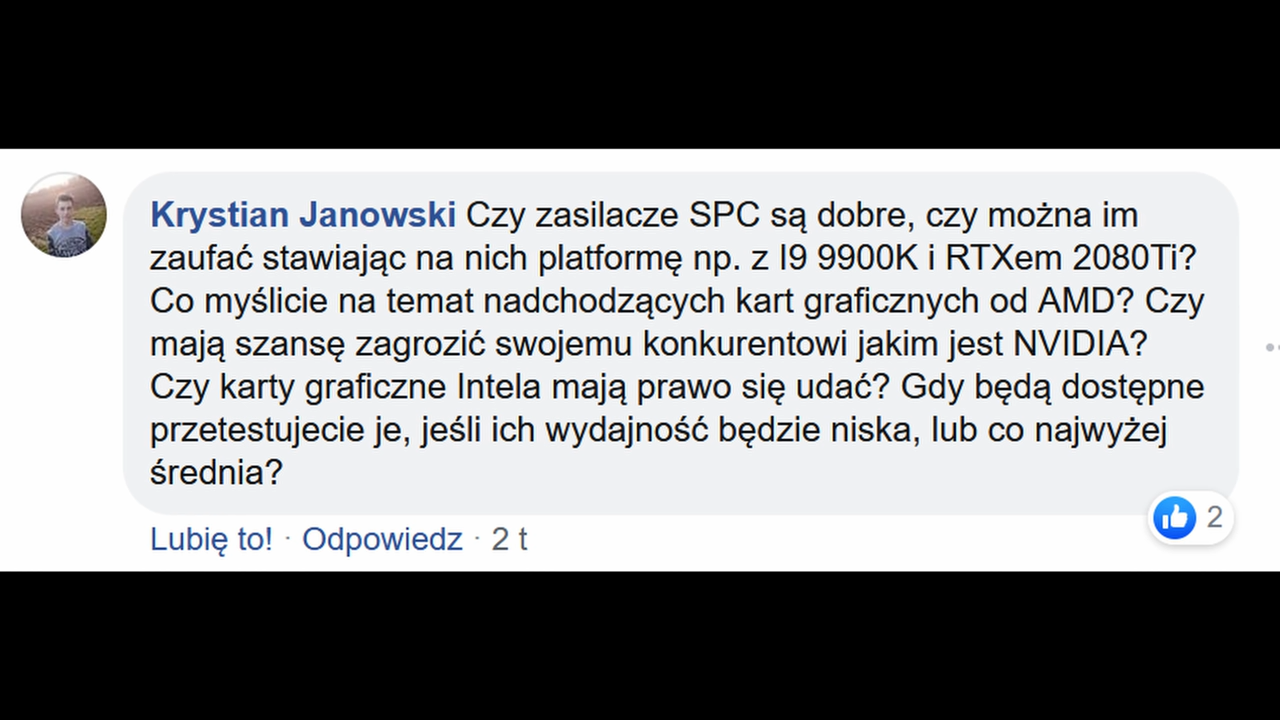 Krystian Janowski Czy zasilacze SPC są dobre, czy można im
zaufać stawiając na nich platformę np. z I9 9900K i RTXem 2080Ti?
Co myślicie na temat nadchodzących kart graficznych od AMD? Czy
mają szansę zagrozić swojemu konkurentowi jakim jest NVIDIA?
Czy karty graficzne Intela mają prawo się udać? Gdy będą dostępne
przetestujecie je, jeśli ich wydajność będzie niska, lub co najwyżej
średnia?
2
Lubię to! · Odpowiedz · 2 t